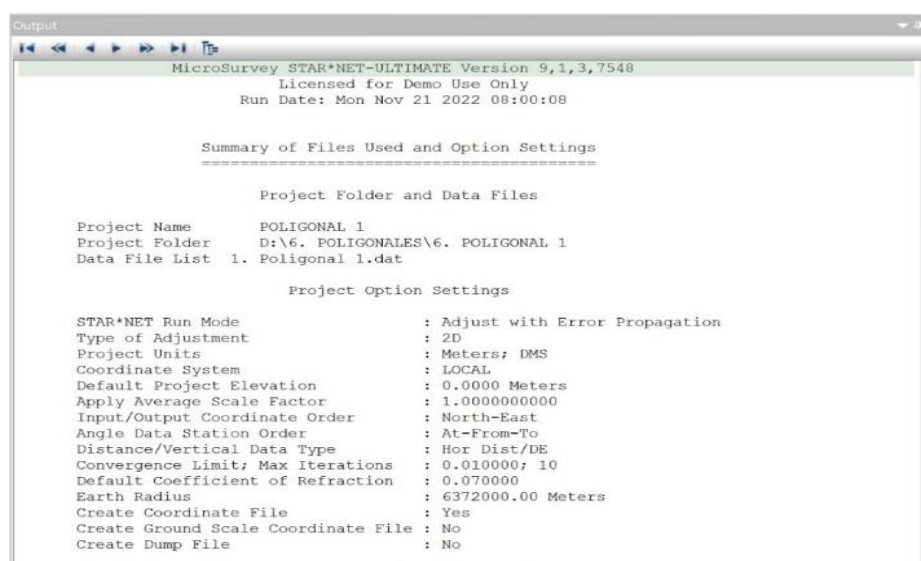 Output
MicroSurvey STAR*NET-ULTIMATE Version 9,1,3,7548
Licensed for Demo Use Only
Run Date: Mon Nov 21 2022 08:00:08
Summary of Files Used and Option Settings
=========================================
Project Folder and Data Files
Project Name POLIGONAL 1
Project Folder D:\6. POLIGONALES\6. POLIGONAL 1
Data File List 1. Poligonal 1.dat
Project Option Settings
STAR*NET Run Mode : Adjust with Error Propagation
Type of Adjustment : 2D
Project Units : Meters; DMS
Coordinate System : LOCAL
Default Project Elevation : 0.0000 Meters
Apply Average Scale Factor : 1.0000000000
Input/Output Coordinate Order : North-East
Angle Data Station Order : At-From-To
Distance/Vertical Data Type : Hor Dist/DE
Convergence Limit; Max Iterations : 0.010000; 10
Default Coefficient of Refraction : 0.070000
Earth Radius : 6372000.00 Meters
Create Coordinate File : Yes
Create Ground Scale Coordinate File : No
Create Dump File : No